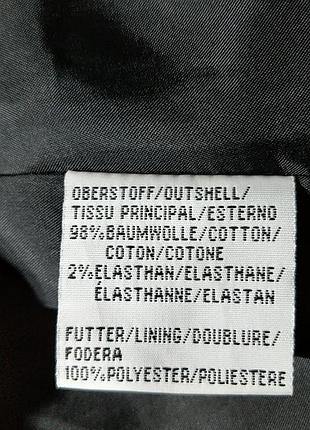 OBERSTOFF/OUTSHELL/
TISSU PRINCIPAL/ESTERNO
98%BAUMWOLLE/COTTON/
COTON/COTONE
2%ELASTHAN/ELASTHANE/
ÉLASTHANNE/ELASTAN
FUTTER/LINING/DOUBLURE/
FODERA
100%POLYESTER/POLIESTERE